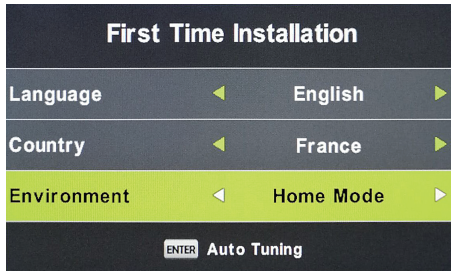 First Time Installation
Language English
Country France
Environment Home Mode
ENTER Auto Tuning